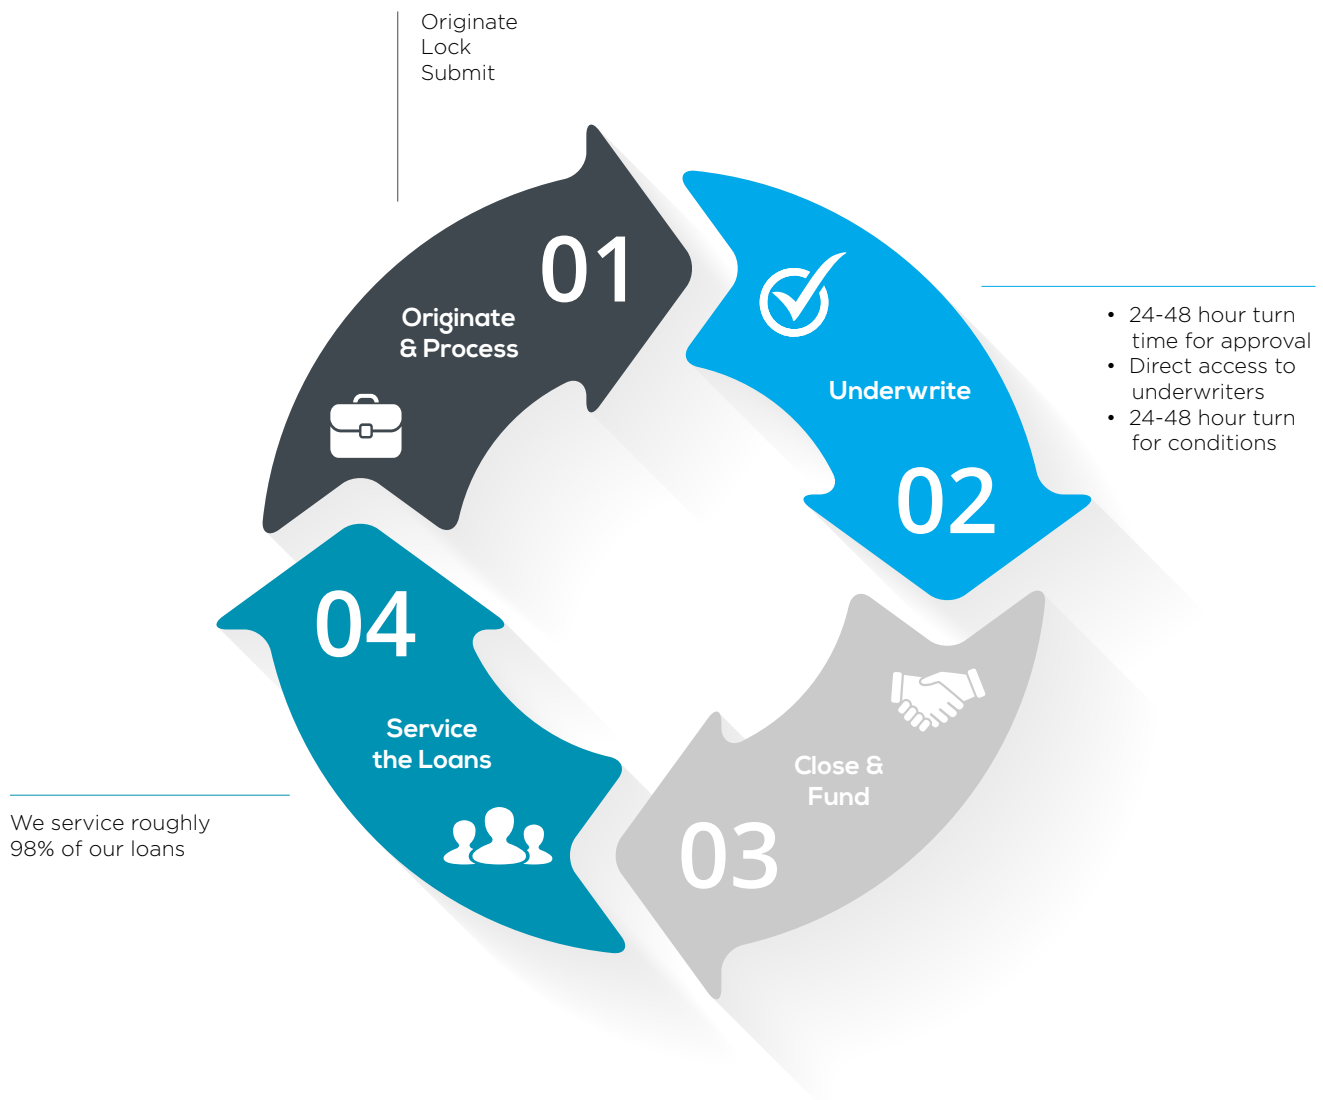 Originate
Lock
Submit
01
Originate
& Process
Underwrite
02
• 24-48 hour turn
time for approval
• Direct access to
underwriters
• 24-48 hour turn
for conditions
Close &
Fund
03
04
Service
the Loans
We service roughly
98% of our loans